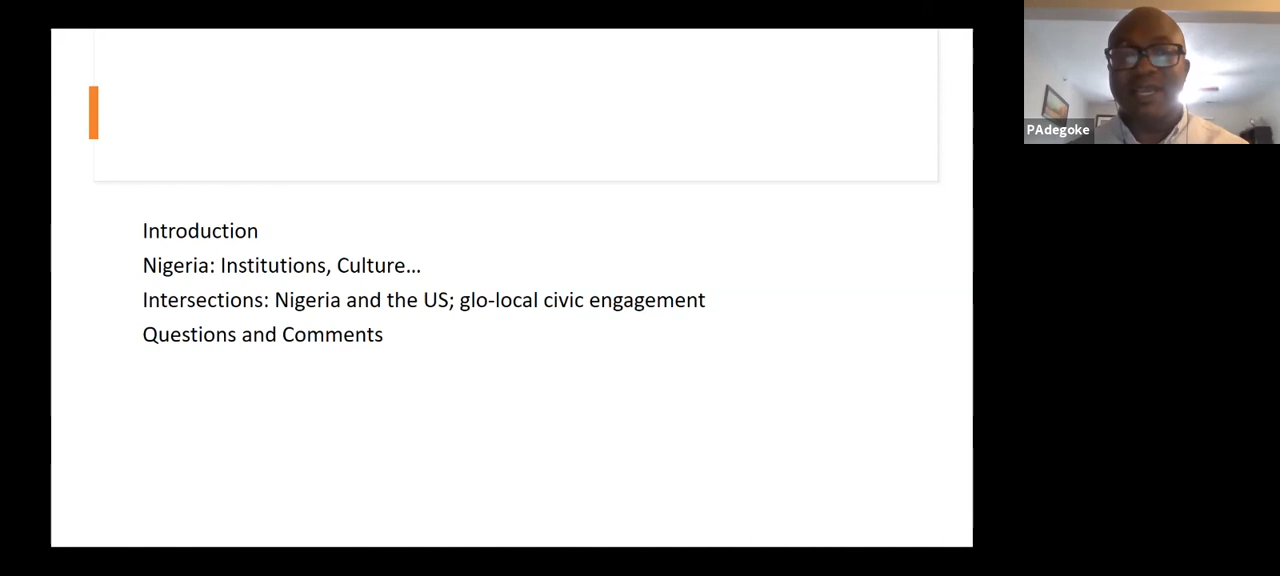 Introduction
Nigeria: Institutions, Culture...
Intersections: Nigeria and the US; glo-local civic engagement
Questions and Comments
PAdegoke